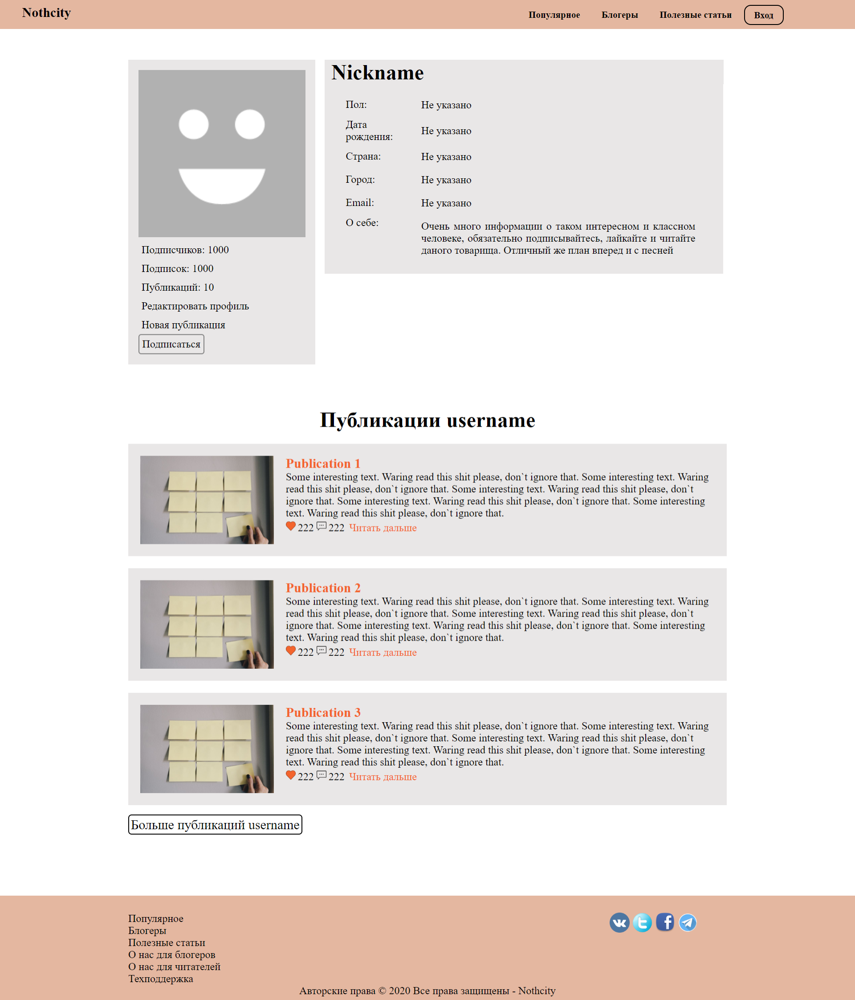 Nothcity
Популярное
Блогеры
Полезные статьи
Вход
Подписчиков: 1000
Подписок: 1000
Публикаций: 10
Редактировать профиль
Новая публикация
Подписаться
Nickname
Пол: Не указано
Дата
рождения: Не указано
Страна: Не указано
Город: Не указано
Email: Не указано
О себе:
Очень много информации о таком интересном и классном
человеке, обязательно подписывайтесь, лайкайте и читайте
даного товарища. Отличный же план вперед и с песней
Публикации username
Publication 1
Some interesting text. Waring read this shit please, don`t ignore that. Some interesting text. Waring
read this shit please, don`t ignore that. Some interesting text. Waring read this shit please, don`t
ignore that. Some interesting text. Waring read this shit please, don`t ignore that. Some interesting
text. Waring read this shit please, don`t ignore that.
222 222 Читать дальше
Publication 2
Some interesting text. Waring read this shit please, don`t ignore that. Some interesting text. Waring
read this shit please, don`t ignore that. Some interesting text. Waring read this shit please, don`t
ignore that. Some interesting text. Waring read this shit please, don`t ignore that. Some interesting
text. Waring read this shit please, don`t ignore that.
222 222 Читать дальше
Publication 3
Some interesting text. Waring read this shit please, don`t ignore that. Some interesting text. Waring
read this shit please, don`t ignore that. Some interesting text. Waring read this shit please, don`t
ignore that. Some interesting text. Waring read this shit please, don`t ignore that. Some interesting
text. Waring read this shit please, don`t ignore that.
222 222 Читать дальше
Больше публикаций username
Популярное
Блогеры
Полезные статьи
О нас для блогеров
О нас для читателей
Техподдержка
Авторские права © 2020 Все права защищены - Nothcity